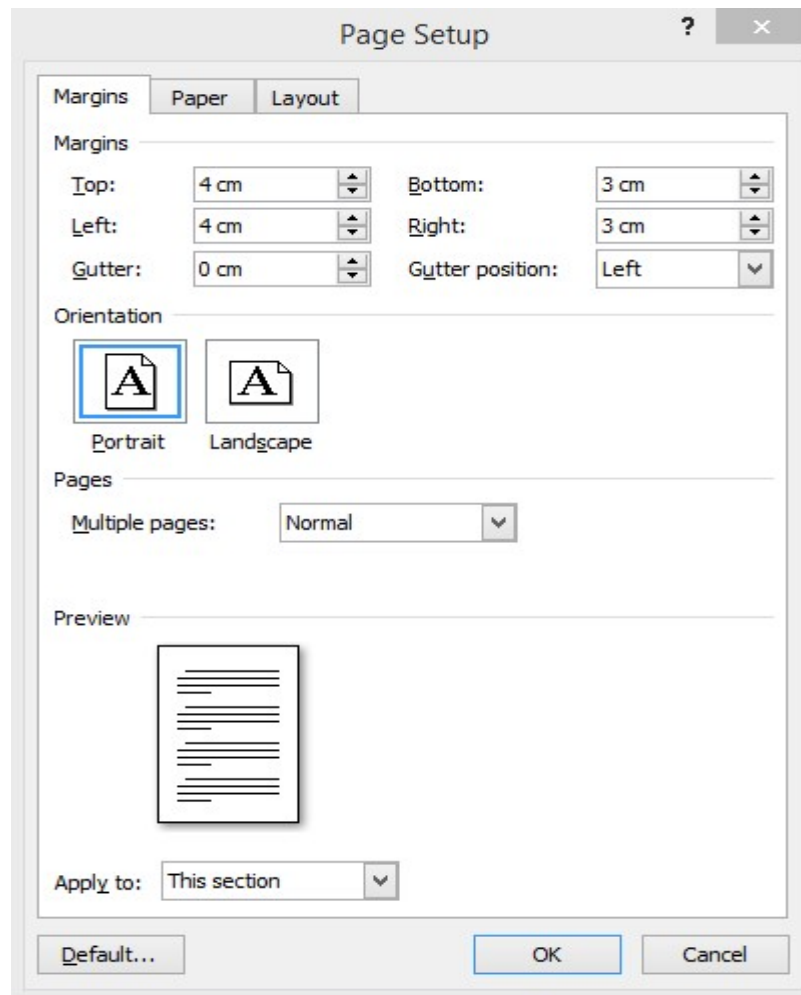 Page Setup ?
Margins Paper Layout
Margins
Top: 4 cm Bottom: 3 cm
Left: 4 cm Right: 3 cm
Gutter: 0 cm Gutter position: Left
Orientation
A A
Portrait Landscape
Pages
Multiple pages: Normal
Preview
Apply to: This section
Default... OK Cancel